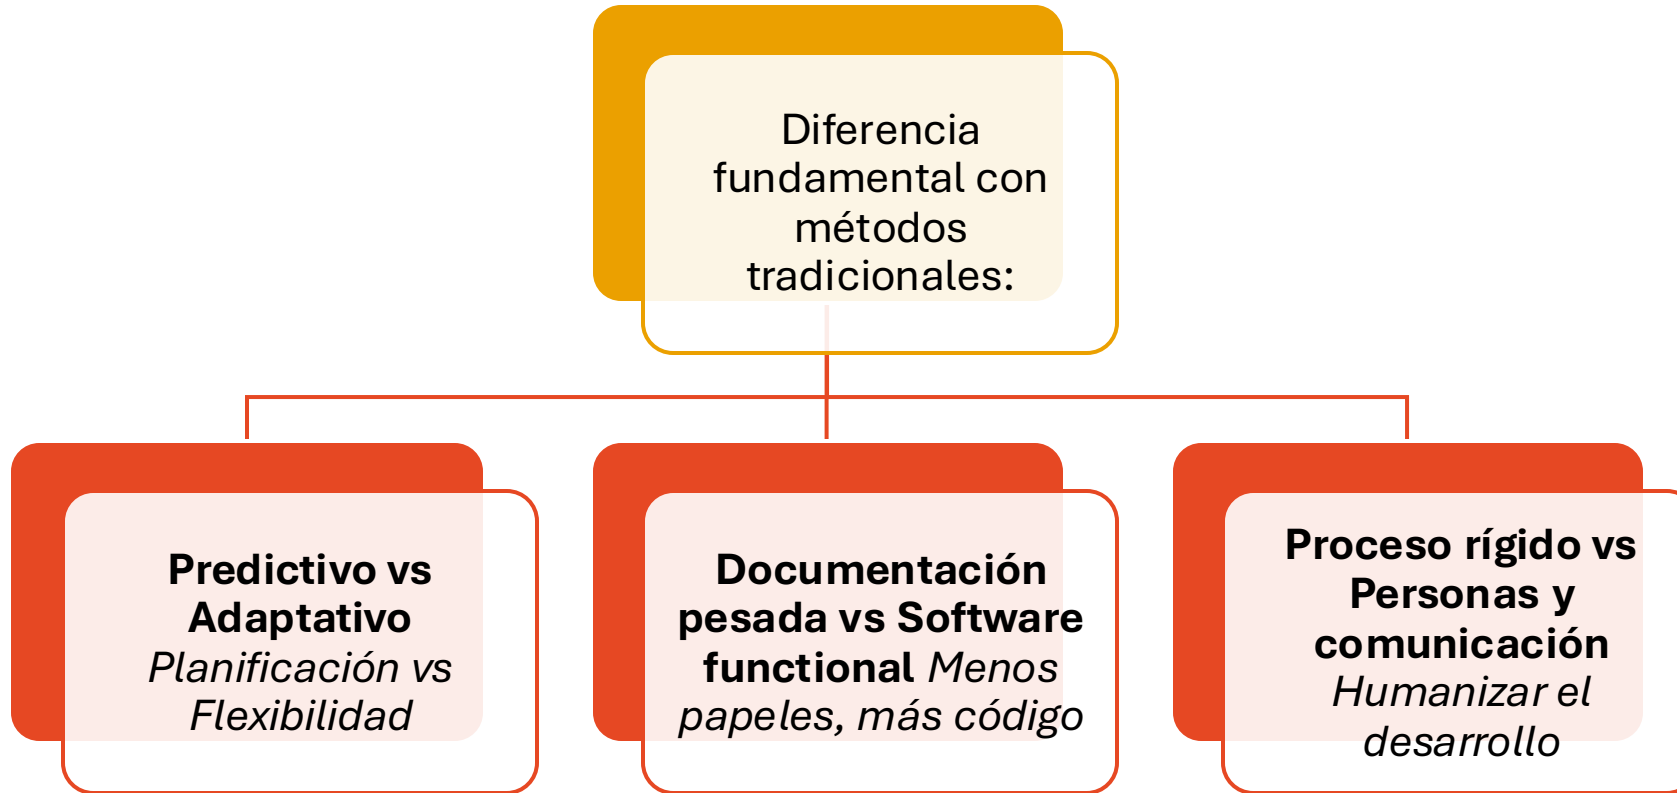 Diferencia
fundamental con
métodos
tradicionales:
Predictivo vs
Adaptativo
Planificación vs
Flexibilidad
Documentación
pesada vs Software
functional Menos
papeles, más código
Proceso rígido vs
Personas y
comunicación
Humanizar el
desarrollo